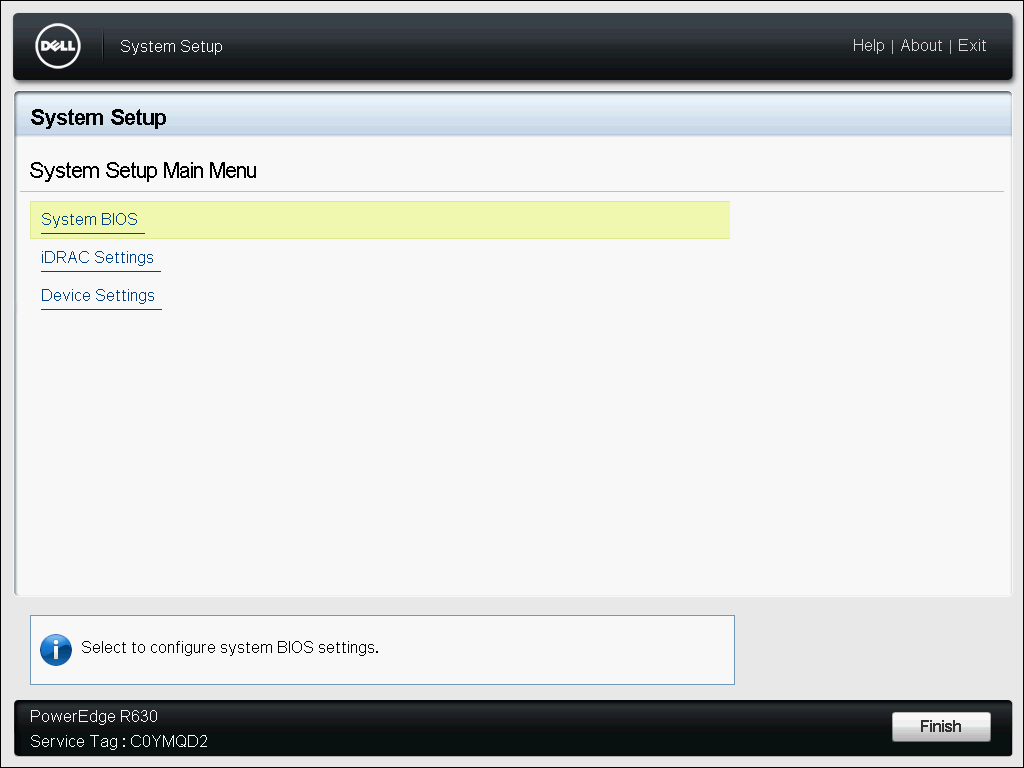 DELL
System Setup
Help | About | Exit
System Setup
System Setup Main Menu
System BIOS
iDRAC Settings
Device Settings
Select to configure system BIOS settings.
PowerEdge R630
Service Tag : C0YMQD2
Finish